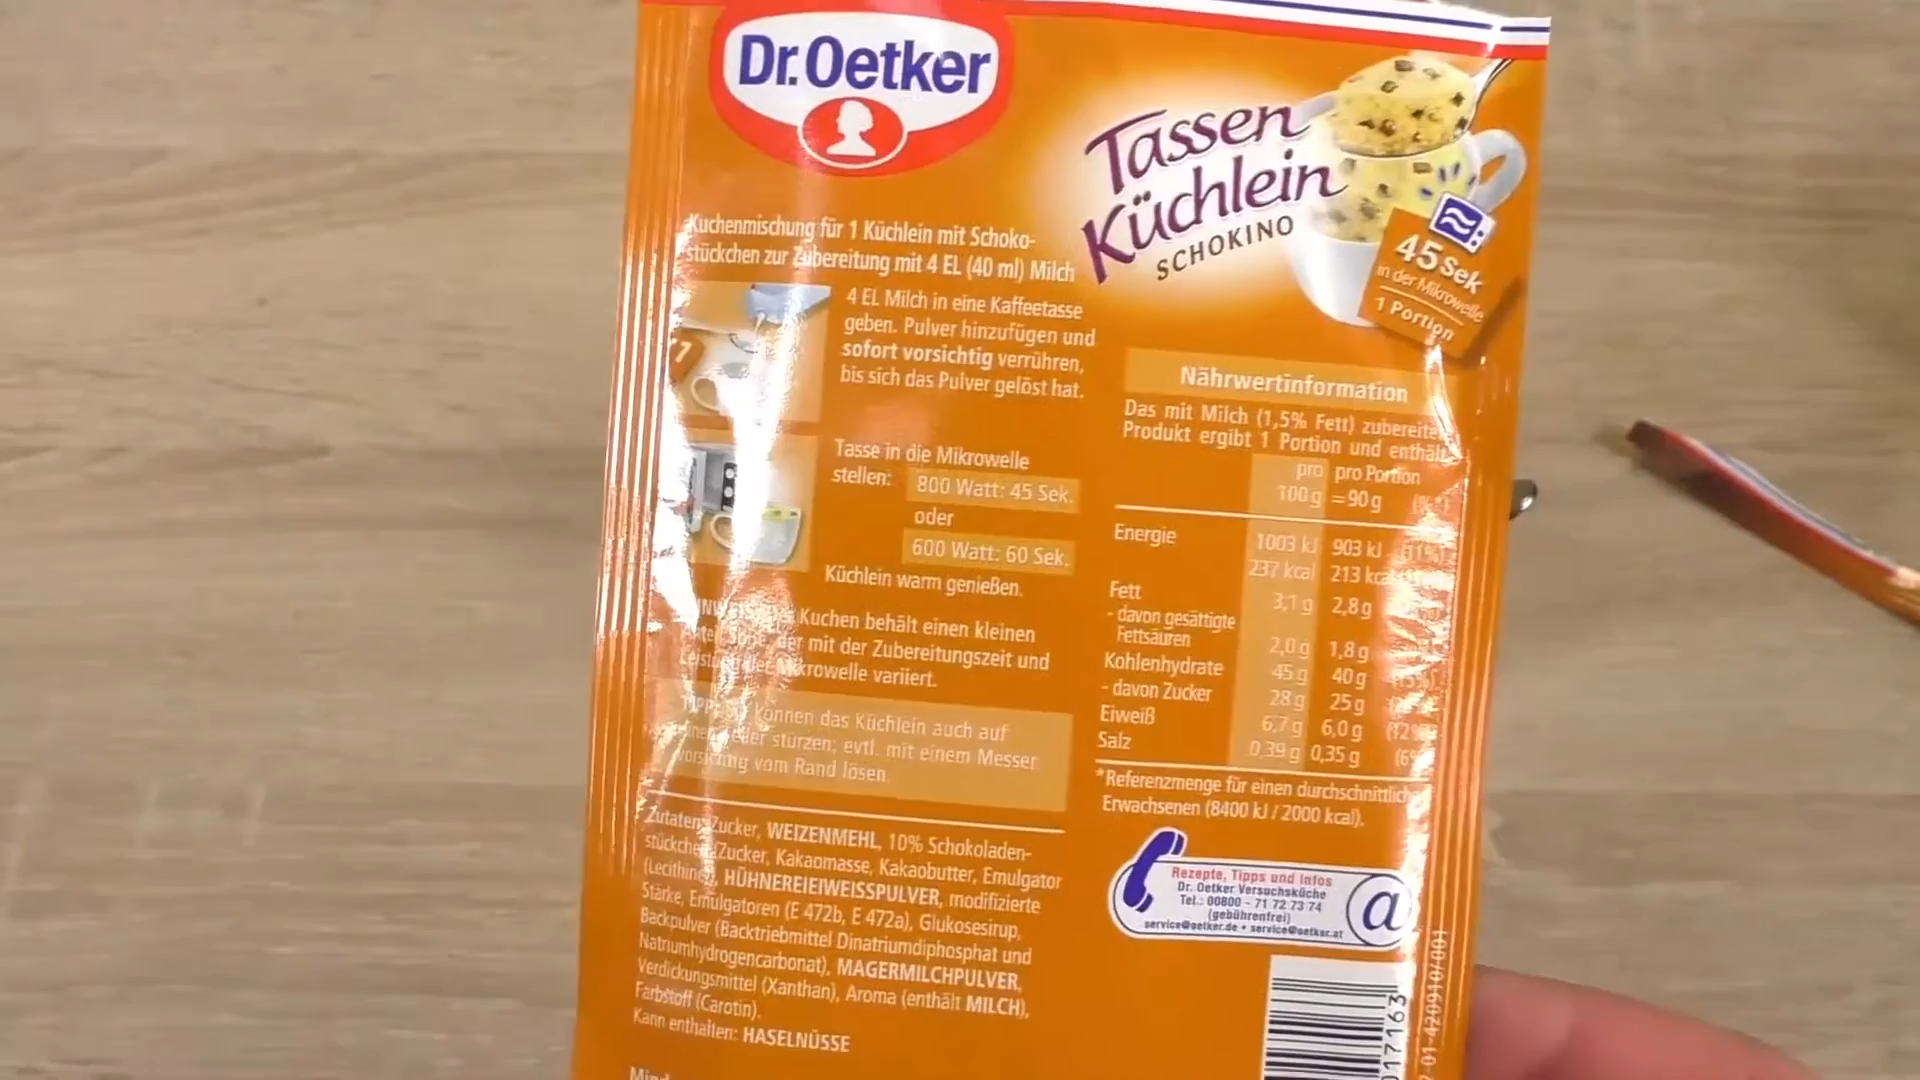 Dr. Oetker
Tassen
Küchlein
SCHOKINO
45 Sek
in der Mikrowelle
1 Portion
Kuchenmischung für 1 Küchlein mit Schoko-
stückchen zur Zubereitung mit 4 EL (40 ml) Milch
4 EL Milch in eine Kaffeetasse
geben. Pulver hinzufügen und
sofort vorsichtig verrühren,
bis sich das Pulver gelöst hat.
Tasse in die Mikrowelle
stellen: 800 Watt: 45 Sek.
oder
600 Watt: 60 Sek.
Küchlein warm genießen.
Kuchen behält einen kleinen
der mit der Zubereitungszeit und
Leistung der Mikrowelle variiert.
können das Küchlein auch auf
stürzen; evtl. mit einem Messer
vorsichtig vom Rand lösen.
Zutaten: Zucker, WEIZENMEHL, 10% Schokoladen-
stückchen (Zucker, Kakaomasse, Kakaobutter, Emulgator
(Lecithine)), HÜHNEREIEIWEISSPULVER, modifizierte
Stärke, Emulgatoren (E 472b, E 472a), Glukosesirup,
Backpulver (Backtriebmittel Dinatriumdiphosphat und
Natriumhydrogencarbonat), MAGERMILCHPULVER,
Verdickungsmittel (Xanthan), Aroma (enthält MILCH),
Farbstoff (Carotin).
Kann enthalten: HASELNÜSSE
Nährwertinformation
Das mit Milch (1,5% Fett)
Produkt ergibt 1 Portion und enthält
pro pro Portion
100 g = 90 g
Energie 1003 kJ 903 kJ (11%)
237 kcal 213 kcal
Fett 3,1 g 2,8 g
- davon gesättigte
Fettsäuren 2,0 g 1,8 g
Kohlenhydrate 45 g 40 g
- davon Zucker 28 g 25 g
Eiweiß 6,7 g 6,0 g (12%)
Salz 0,39 g 0,35 g (6%
*Referenzmenge für einen durchschnittlich
Erwachsenen (8400 kJ / 2000 kcal).
Rezepte, Tipps und Infos
Dr. Oetker Versuchsküche
Tel.: 00800 - 71 72 73 74
(gebührenfrei)
service@oetker.de • service@oetker.at
@
017163
01-420910/001